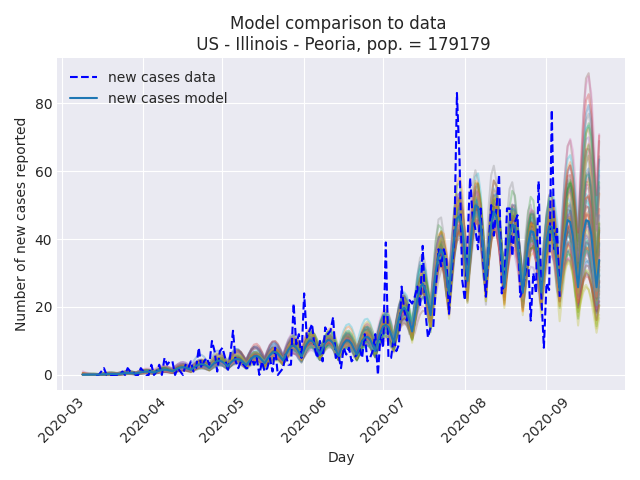 Model comparison to data
US - Illinois - Peoria, pop. = 179179
new cases data
new cases model
Number of new cases reported
80
60
40
20
0
2020-03
2020-04
2020-05
2020-06
2020-07
2020-08
2020-09
Day